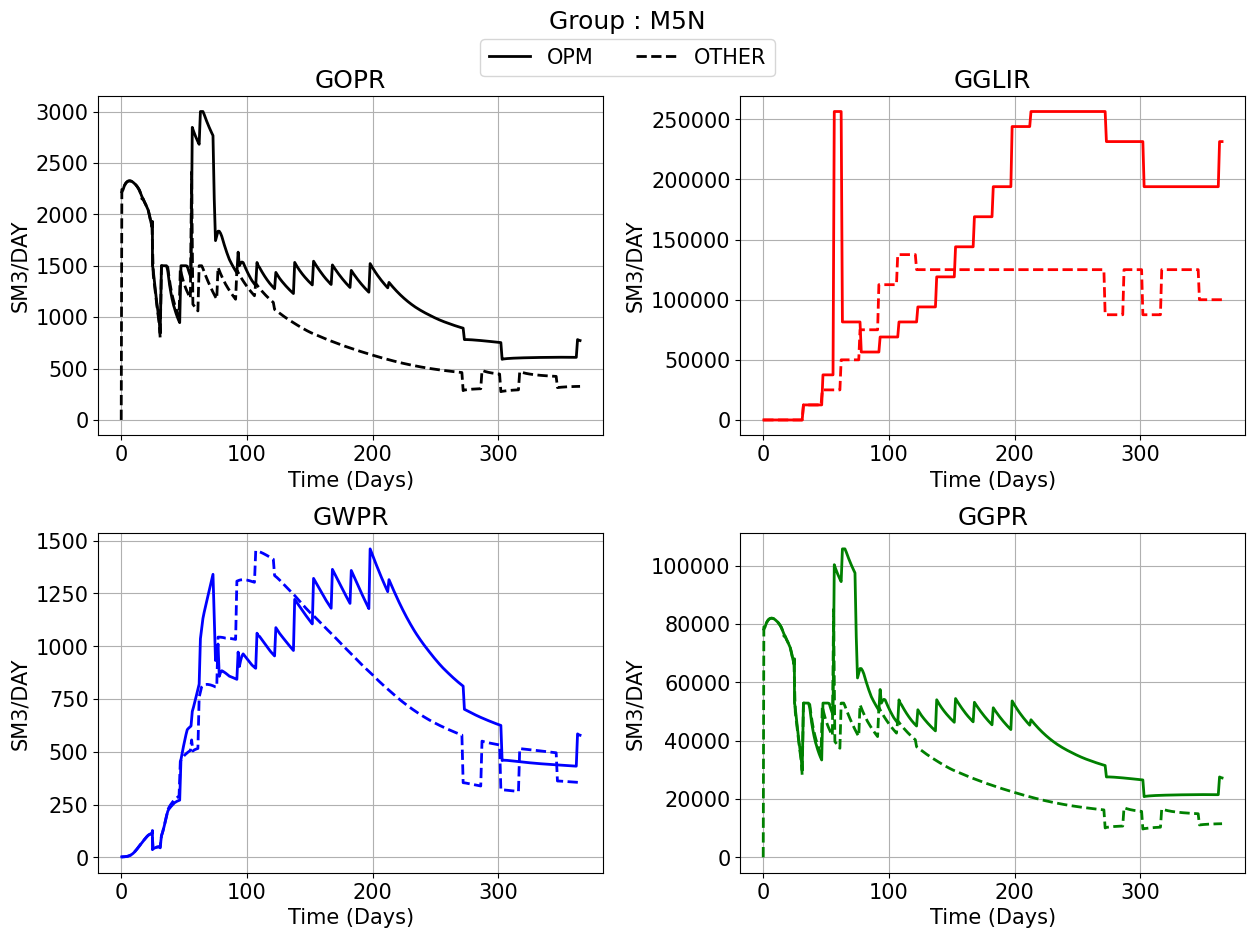 Group : M5N
OPM OTHER
GOPR
3000
2500
2000
1500
1000
500
0
SM3/DAY
0 100 200 300
Time (Days)
GGLIR
250000
200000
150000
100000
50000
0
SM3/DAY
0 100 200 300
Time (Days)
GWPR
1500
1250
1000
750
500
250
0
SM3/DAY
0 100 200 300
Time (Days)
GGPR
100000
80000
60000
40000
20000
0
SM3/DAY
0 100 200 300
Time (Days)